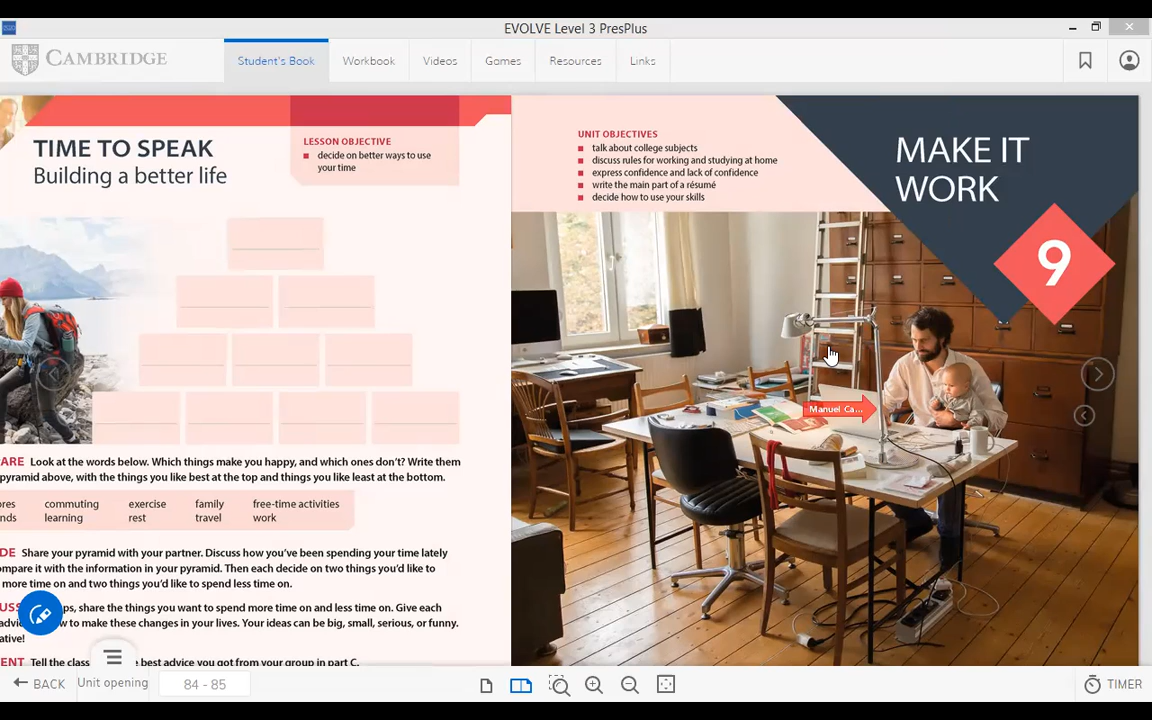 EVOLVE Level 3 PresPlus
CAMBRIDGE
Student's Book
Workbook
Videos
Games
Resources
Links
TIME TO SPEAK
Building a better life
LESSON OBJECTIVE
decide on better ways to use
your time
ARE Look at the words below. Which things make you happy, and which ones don't? Write them
pyramid above, with the things you like best at the top and things you like least at the bottom.
ores commuting exercise family free-time activities
nds learning rest travel work
DE Share your pyramid with your partner. Discuss how you've been spending your time lately
mpare it with the information in your pyramid. Then each decide on two things you'd like to
more time on and two things you'd like to spend less time on.
ps, share the things you want to spend more time on and less time on. Give each
w to make these changes in your lives. Your ideas can be big, small, serious, or funny.
ative!
ENT Tell the class best advice you got from your group in part C.
UNIT OBJECTIVES
talk about college subjects
discuss rules for working and studying at home
express confidence and lack of confidence
write the main part of a résumé
decide how to use your skills
MAKE IT
WORK
9
Manuel Ca...
BACK
Unit opening
84 - 85
TIMER